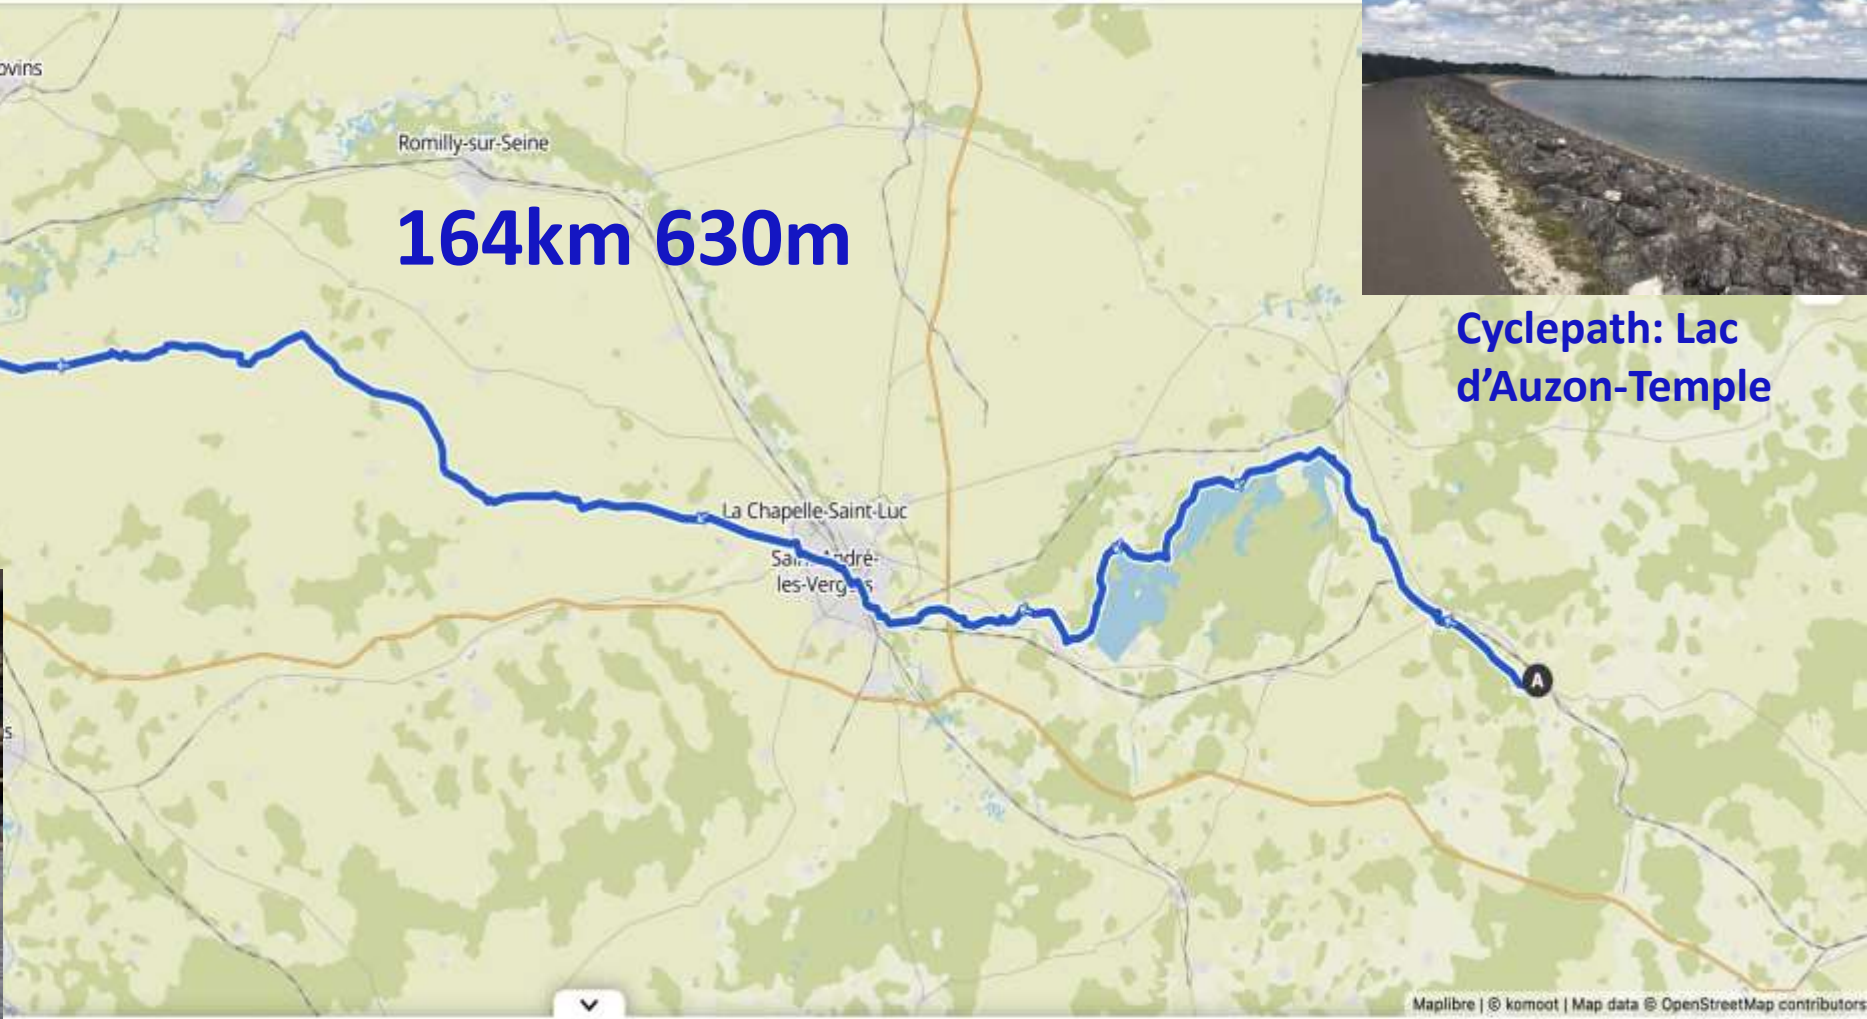 ovins
Romilly-sur-Seine
164km 630m
Cyclepath: Lac
d’Auzon-Temple
La Chapelle-Saint-Luc
les-Verg
s
A
Maplibre | © komoot | Map data © OpenStreetMap contributors